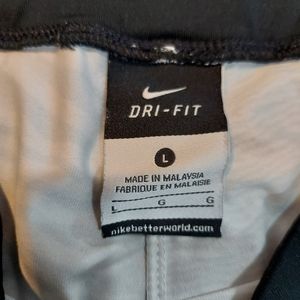 DRI-FIT
L
MADE IN MALAYSIA
FABRIQUE EN MALAISIE
L G G
nikebetterworld.com